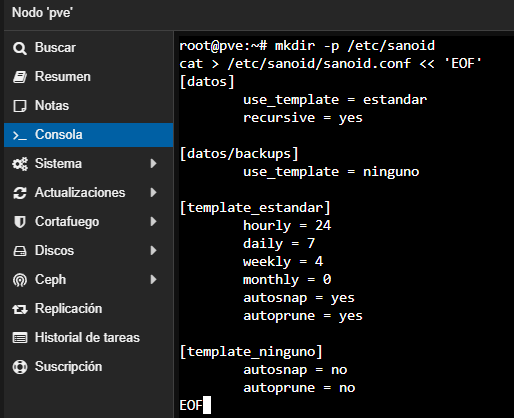 Nodo 'pve'
Buscar
Resumen
Notas
Consola
Sistema
Actualizaciones
Cortafuego
Discos
Ceph
Replicación
Historial de tareas
Suscripción
root@pve:~# mkdir -p /etc/sanoid
cat > /etc/sanoid/sanoid.conf << 'EOF'
[datos]
        use_template = estandar
        recursive = yes

[datos/backups]
        use_template = ninguno

[template_estandar]
        hourly = 24
        daily = 7
        weekly = 4
        monthly = 0
        autosnap = yes
        autoprune = yes

[template_ninguno]
        autosnap = no
        autoprune = no
EOF